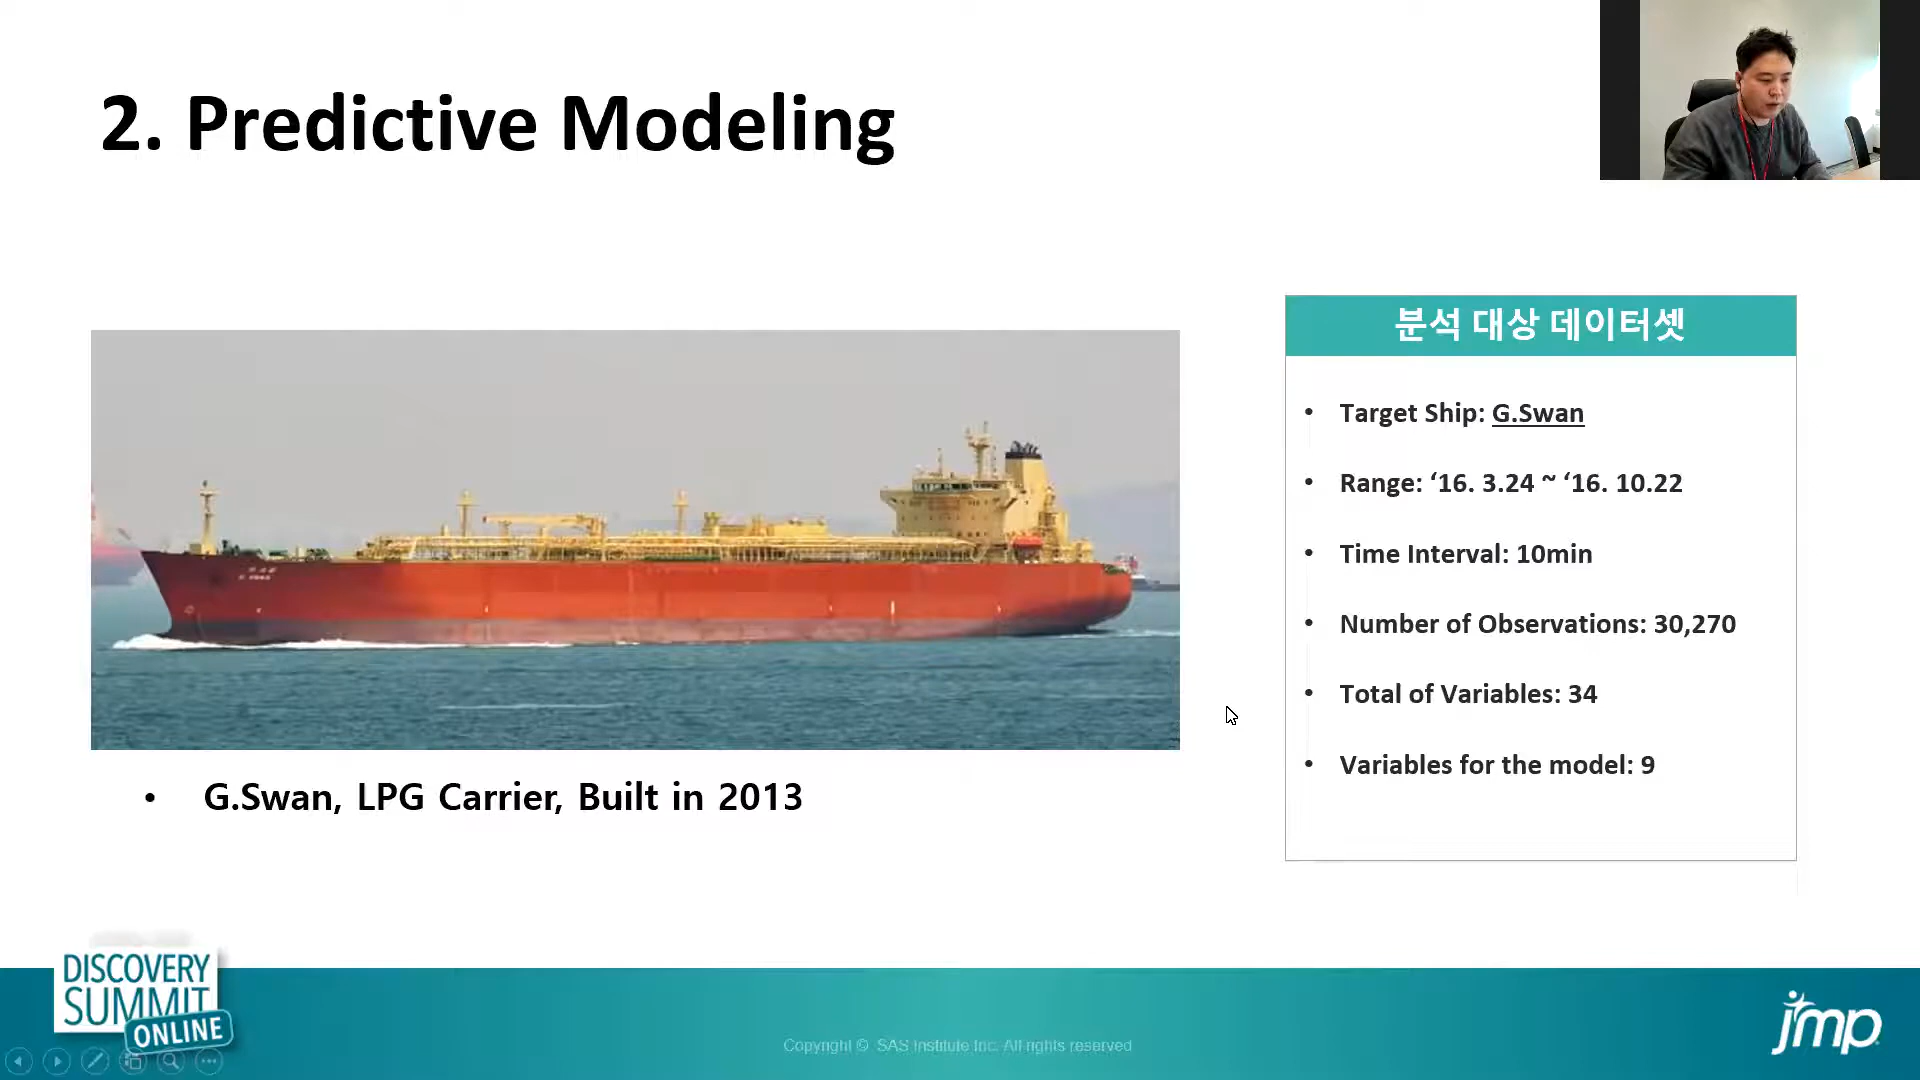 2. Predictive Modeling
분석 대상 데이터셋
• Target Ship: G.Swan
• Range: ‘16. 3.24 ~ ‘16. 10.22
• Time Interval: 10min
• Number of Observations: 30,270
• Total of Variables: 34
• Variables for the model: 9
• G.Swan, LPG Carrier, Built in 2013
DISCOVERY
SUMMIT
ONLINE
Copyright © SAS Institute Inc. All rights reserved
jmp